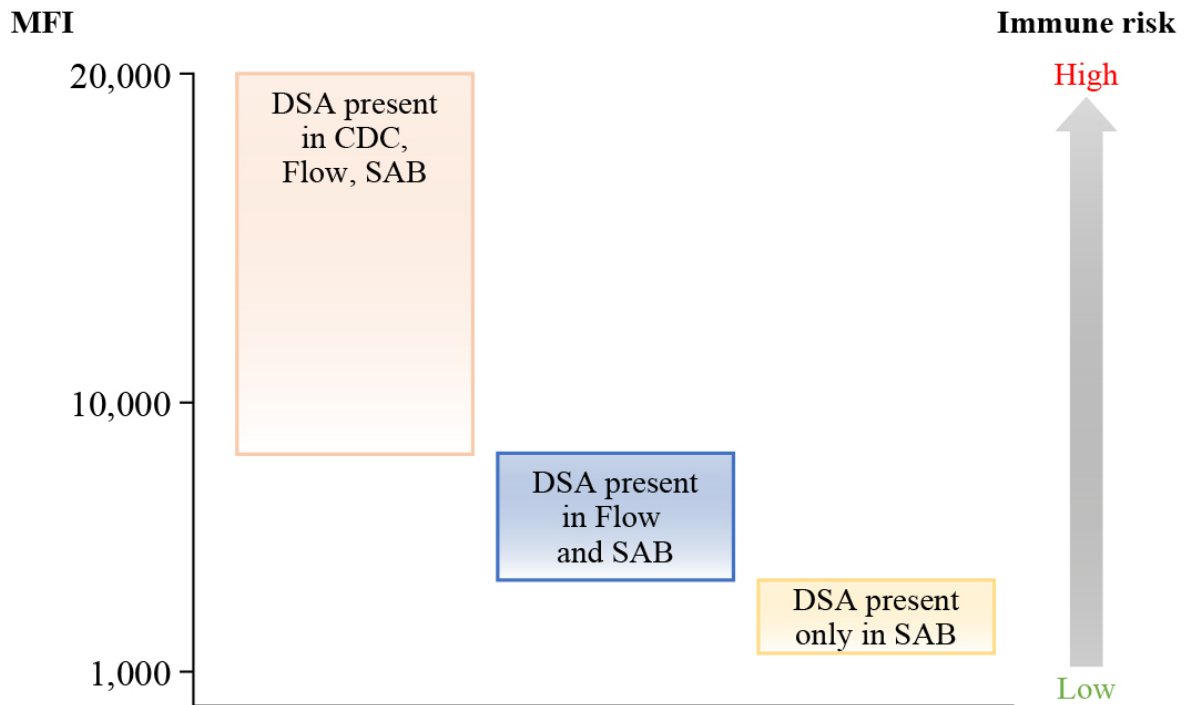 MFI
Immune risk
20,000
High
DSA present
in CDC,
Flow, SAB
10,000
DSA present
in Flow
and SAB
DSA present
only in SAB
1,000
Low